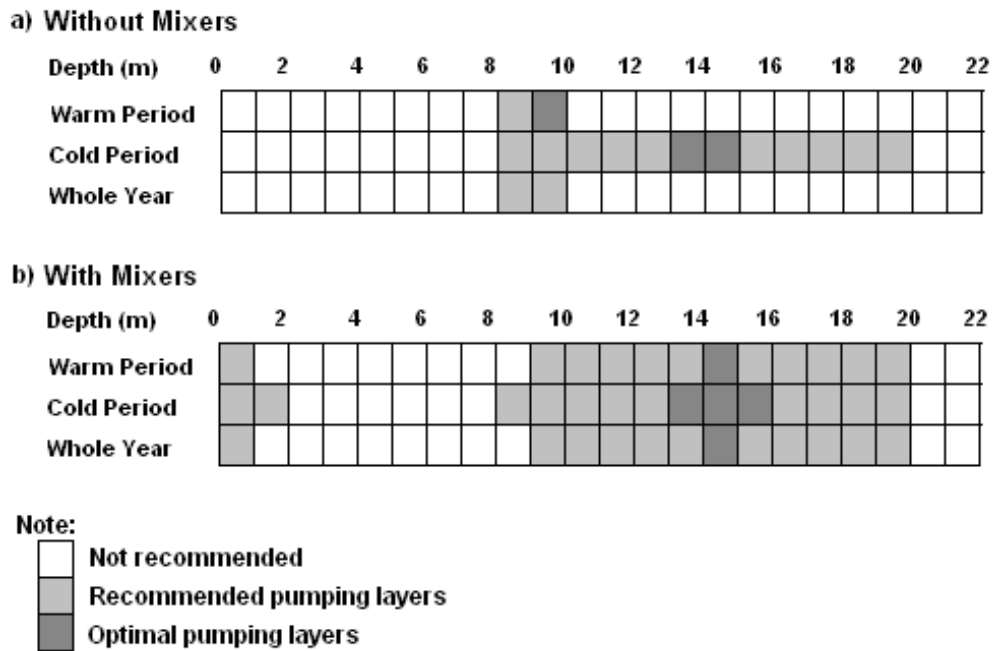 a) Without Mixers
Depth (m) 0 2 4 6 8 10 12 14 16 18 20 22
Warm Period
Cold Period
Whole Year
b) With Mixers
Depth (m) 0 2 4 6 8 10 12 14 16 18 20 22
Warm Period
Cold Period
Whole Year
Note:
Not recommended
Recommended pumping layers
Optimal pumping layers